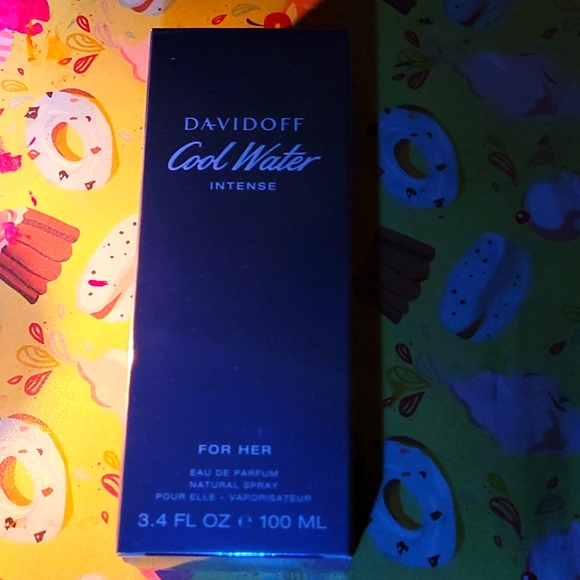 DAVIDOFF
Cool Water
INTENSE
FOR HER
EAU DE PARFUM
NATURAL SPRAY
POUR ELLE - VAPORISATEUR
3.4 FL OZ ℮ 100 ML